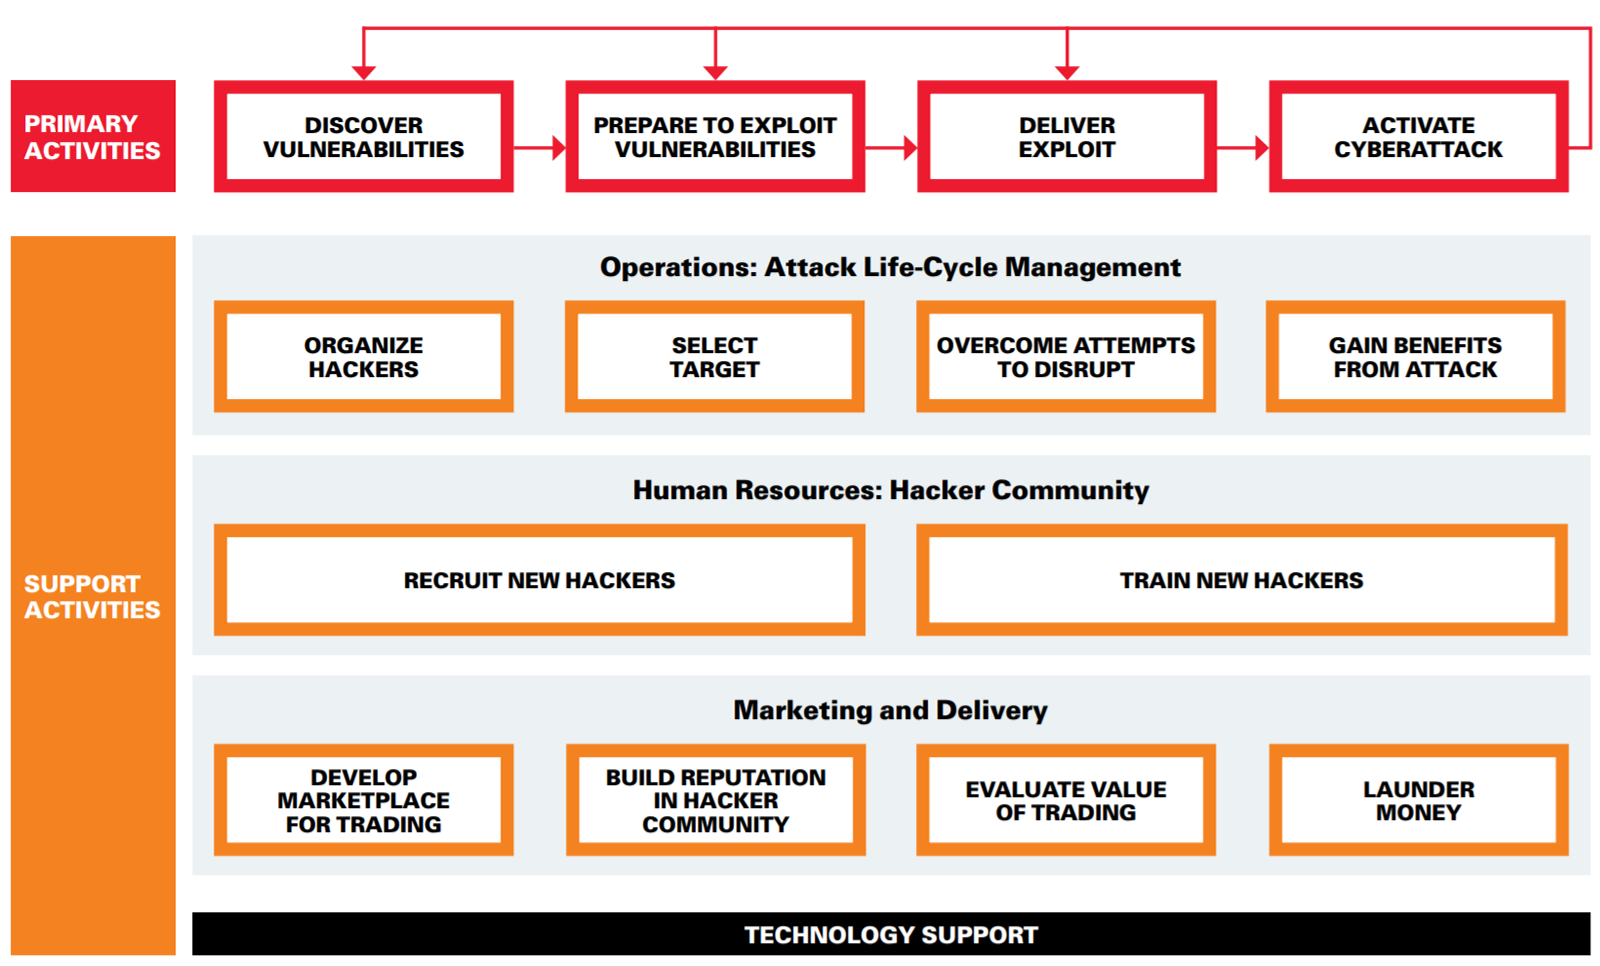 PRIMARY
ACTIVITIES
DISCOVER
VULNERABILITIES
PREPARE TO EXPLOIT
VULNERABILITIES
DELIVER
EXPLOIT
ACTIVATE
CYBERATTACK
SUPPORT
ACTIVITIES
Operations: Attack Life-Cycle Management
ORGANIZE
HACKERS
SELECT
TARGET
OVERCOME ATTEMPTS
TO DISRUPT
GAIN BENEFITS
FROM ATTACK
Human Resources: Hacker Community
RECRUIT NEW HACKERS
TRAIN NEW HACKERS
Marketing and Delivery
DEVELOP
MARKETPLACE
FOR TRADING
BUILD REPUTATION
IN HACKER
COMMUNITY
EVALUATE VALUE
OF TRADING
LAUNDER
MONEY
TECHNOLOGY SUPPORT